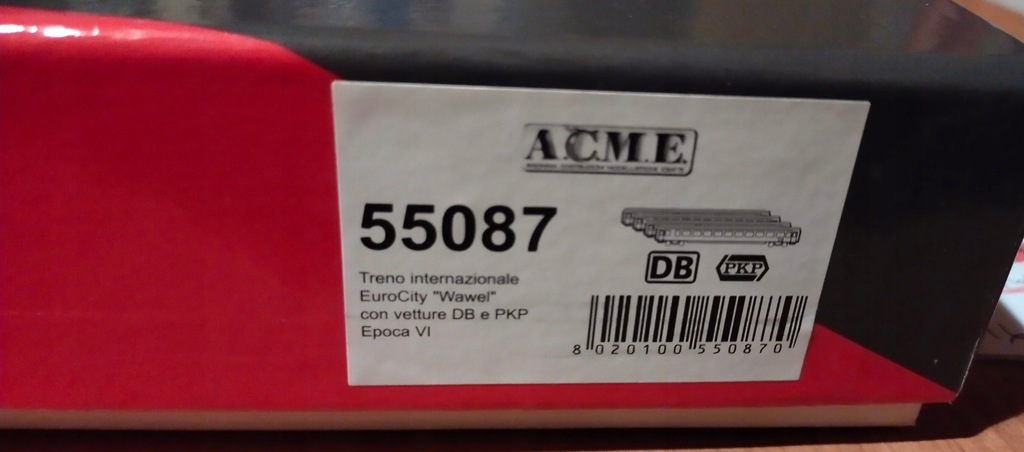 A.C.M.E.
55087
Treno internazionale
EuroCity "Wawel"
con vetture DB e PKP
Epoca VI
DB PKP
8 020100 550870